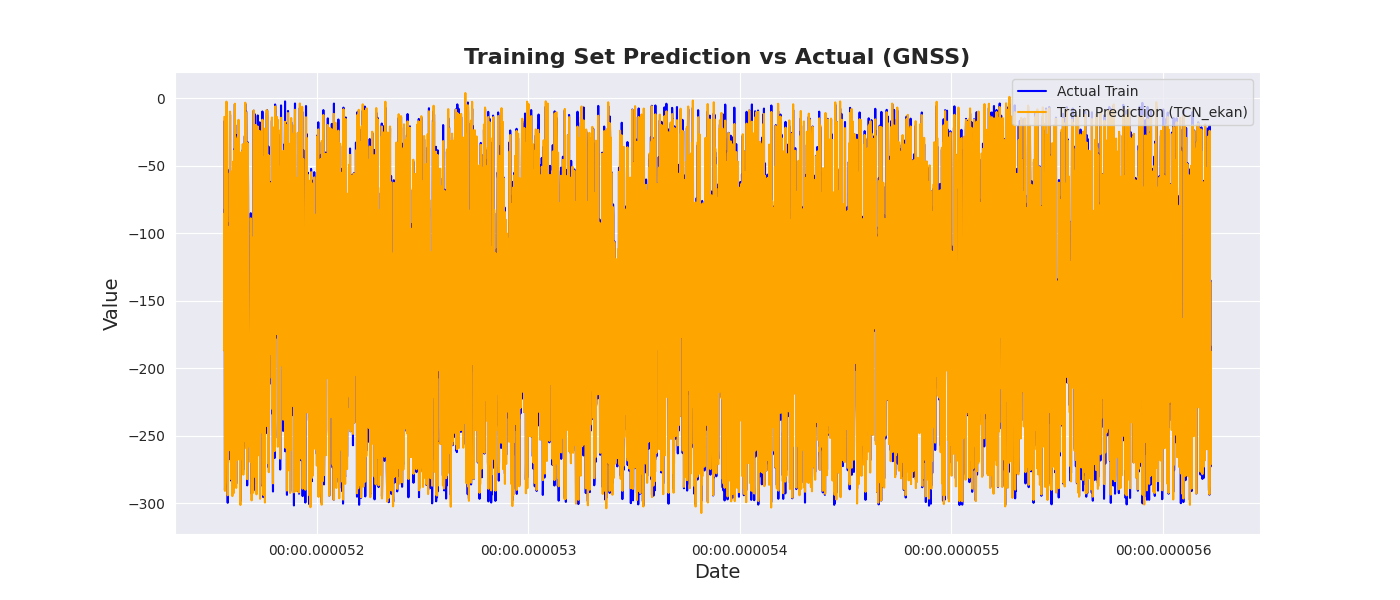 Training Set Prediction vs Actual (GNSS)
Actual Train
Train Prediction (TCN_ekan)
Value
0
−50
−100
−150
−200
−250
−300
00:00.000052
00:00.000053
00:00.000054
00:00.000055
00:00.000056
Date